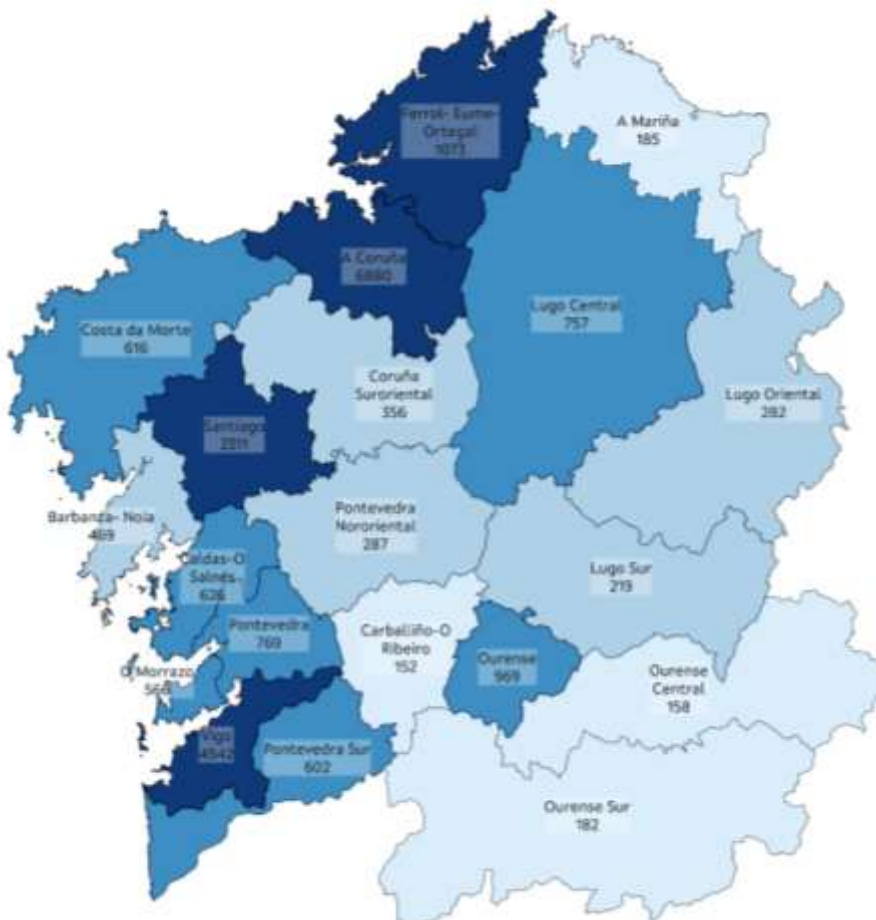 Ferrol- Eume-
Ortegal
1073
A Mariña
185
A Coruña
6880
Lugo Central
757
Costa da Morte
616
Coruña
Suroriental
356
Lugo Oriental
282
Santiago
2311
Barbanza- Noia
469
Pontevedra
Nororiental
287
Caldas-O
Salnés
626
Lugo Sur
219
Pontevedra
769
Carballiño-O
Ribeiro
152
Ourense
969
Ourense
Central
158
O Morrazo
Vigo
4542
Pontevedra Sur
602
Ourense Sur
182